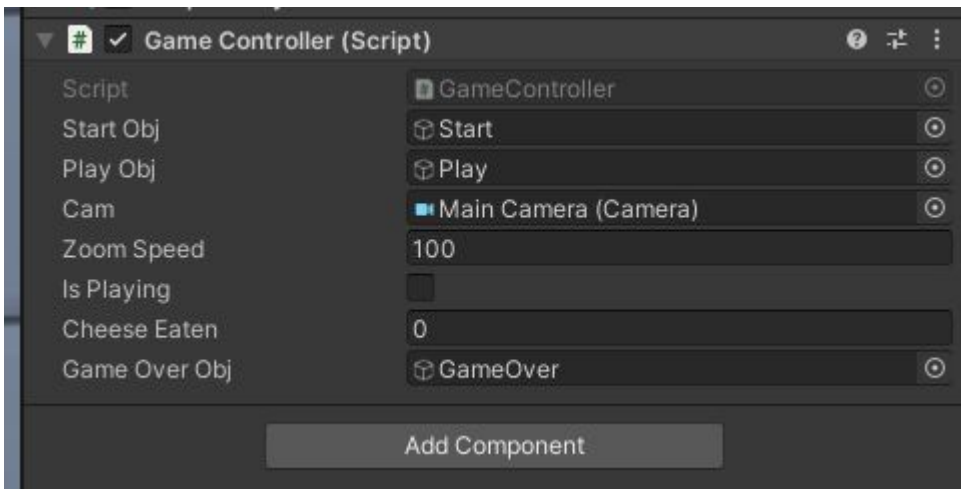 Game Controller (Script)
Script GameController
Start Obj Start
Play Obj Play
Cam Main Camera (Camera)
Zoom Speed 100
Is Playing
Cheese Eaten 0
Game Over Obj GameOver
Add Component